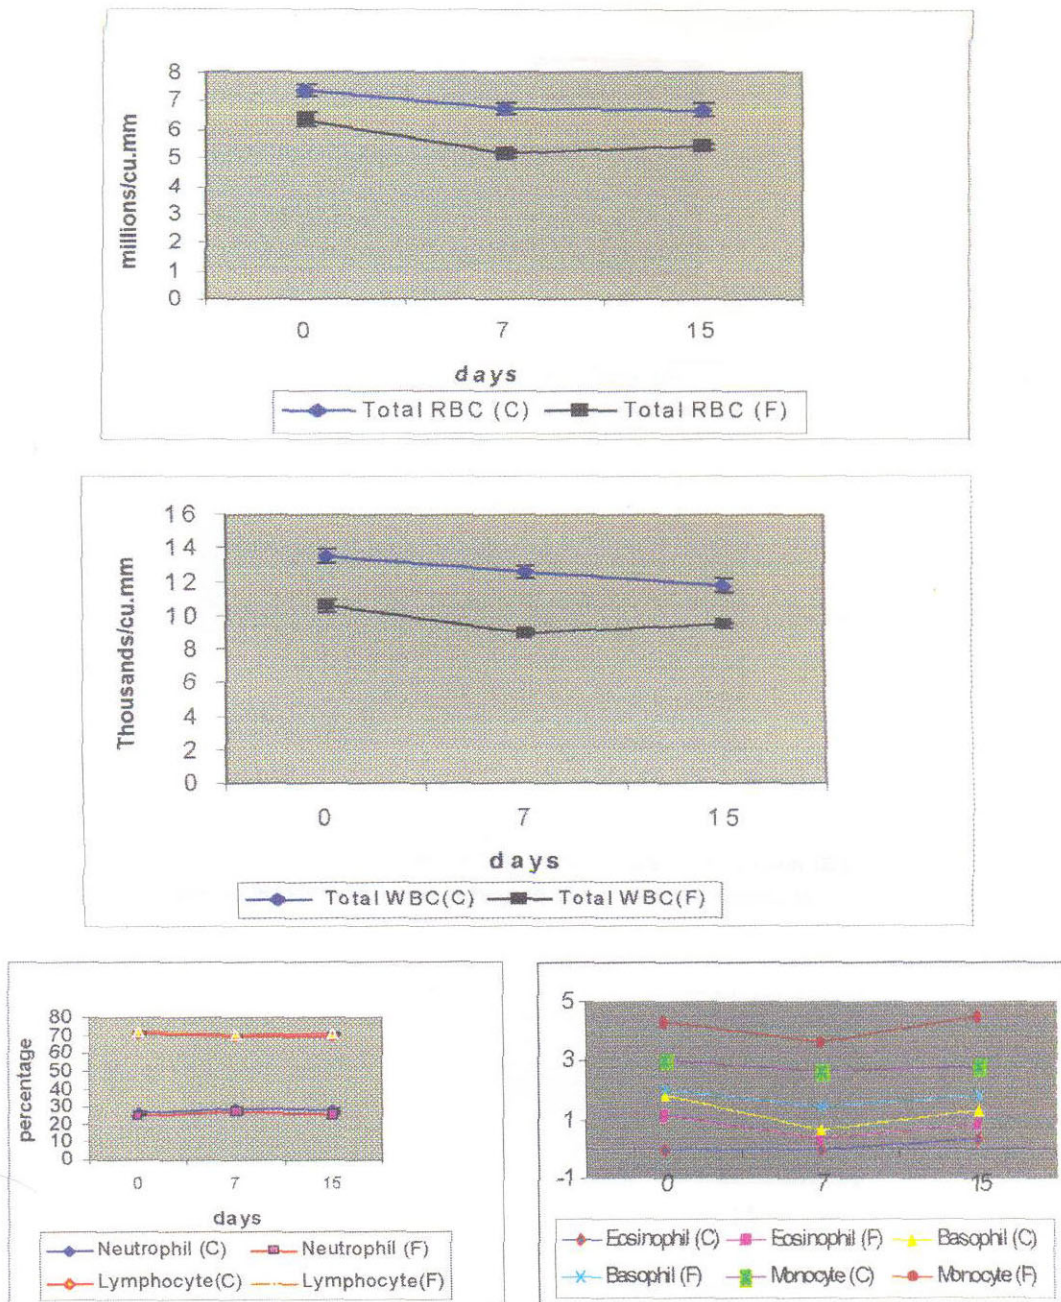 8
7
6
5
4
3
2
1
0
millions/cu.mm
0 7 15
days
Total RBC (C) Total RBC (F)
16
14
12
10
8
6
4
2
0
Thousands/cu.mm
0 7 15
days
Total WBC(C) Total WBC(F)
80
70
60
50
40
30
20
10
0
percentage
0 7 15
days
Neutrophil (C) Neutrophil (F)
Lymphocyte(C) Lymphocyte(F)
5
3
1
-1
0 7 15
Eosinophil (C) Eosinophil (F) Basophil (C)
Basophil (F) Monocyte (C) Monocyte (F)